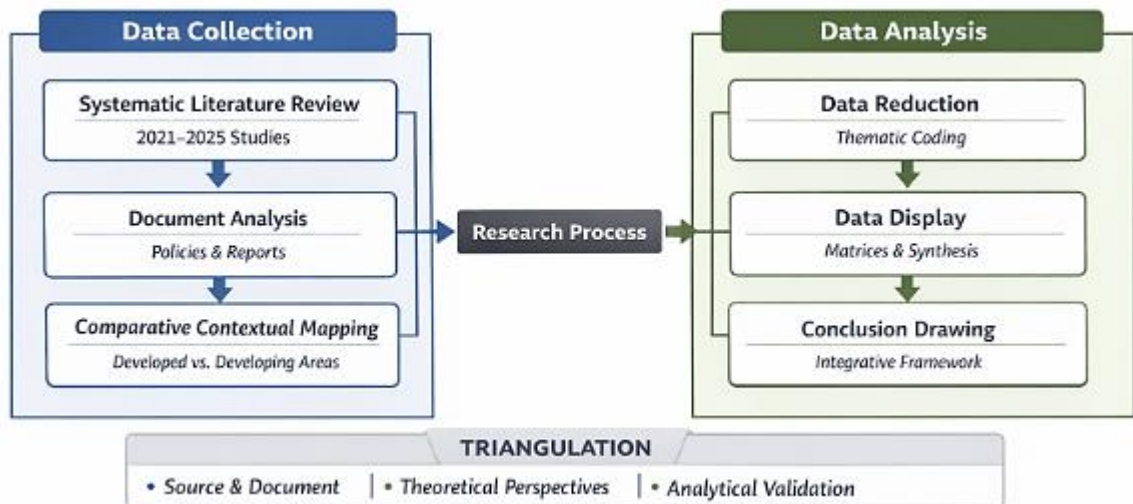 Data Collection
Systematic Literature Review
2021–2025 Studies
Document Analysis
Policies & Reports
Comparative Contextual Mapping
Developed vs. Developing Areas
Research Process
Data Analysis
Data Reduction
Thematic Coding
Data Display
Matrices & Synthesis
Conclusion Drawing
Integrative Framework
TRIANGULATION
• Source & Document | • Theoretical Perspectives | • Analytical Validation